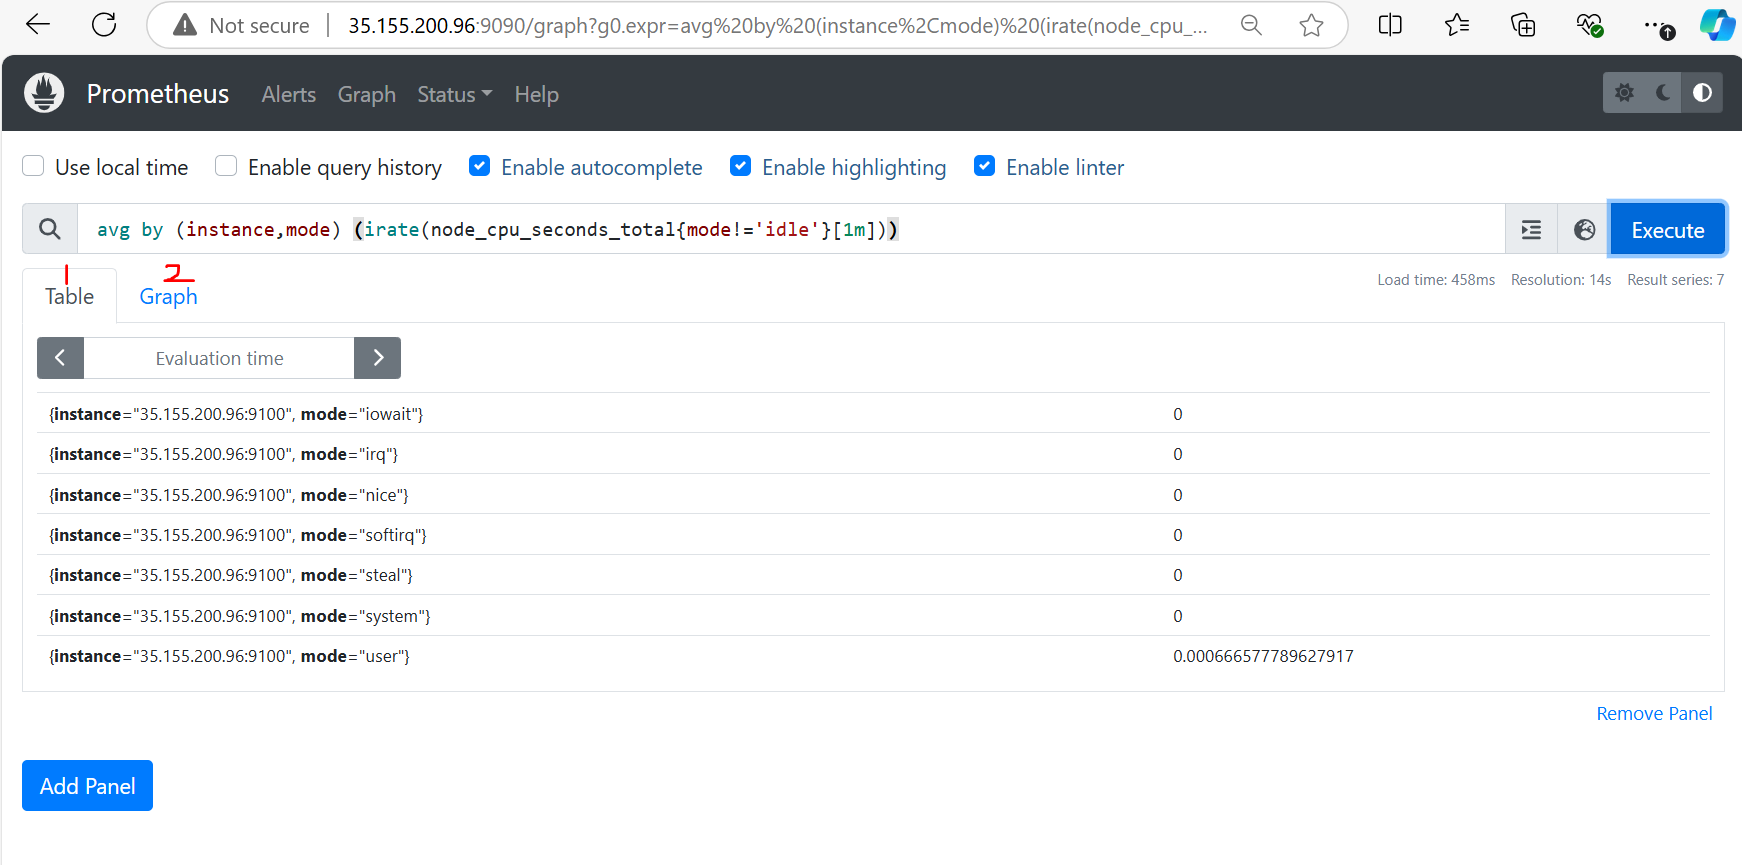 Not secure 35.155.200.96:9090/graph?g0.expr=avg%20by%20(instance%2Cmode)%20(irate(node_cpu_...
Prometheus Alerts Graph Status Help
Use local time Enable query history Enable autocomplete Enable highlighting Enable linter
avg by (instance,mode) (irate(node_cpu_seconds_total{mode!='idle'}[1m])) Execute
1 2
Table Graph Load time: 458ms Resolution: 14s Result series: 7
Evaluation time
{instance="35.155.200.96:9100", mode="iowait"} 0
{instance="35.155.200.96:9100", mode="irq"} 0
{instance="35.155.200.96:9100", mode="nice"} 0
{instance="35.155.200.96:9100", mode="softirq"} 0
{instance="35.155.200.96:9100", mode="steal"} 0
{instance="35.155.200.96:9100", mode="system"} 0
{instance="35.155.200.96:9100", mode="user"} 0.000666577789627917
Remove Panel
Add Panel